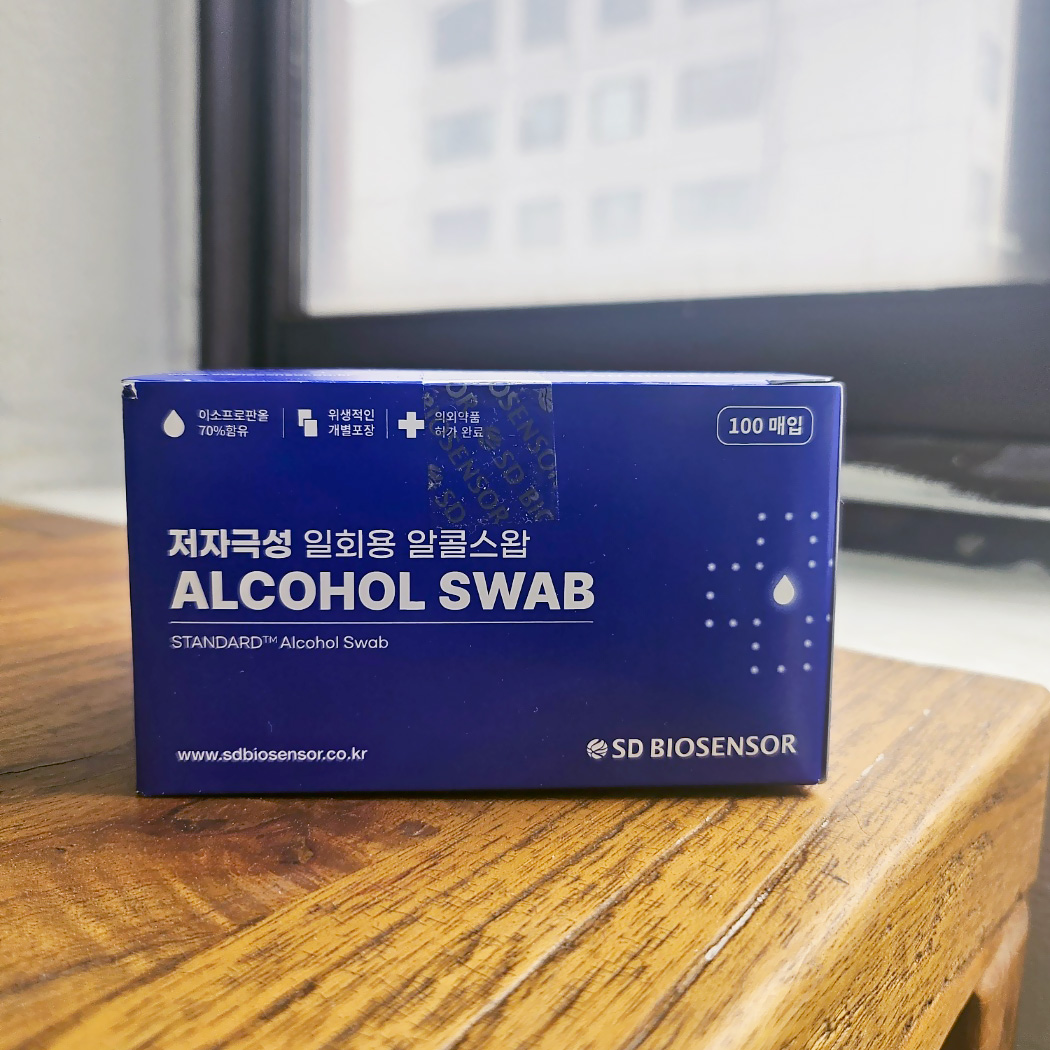 이소프로판올
70%함유
위생적인
개별포장
의외약품
허가 완료
100 매입
저자극성 일회용 알콜스왑
ALCOHOL SWAB
STANDARD™ Alcohol Swab
www.sdbiosensor.co.kr
SD BIOSENSOR